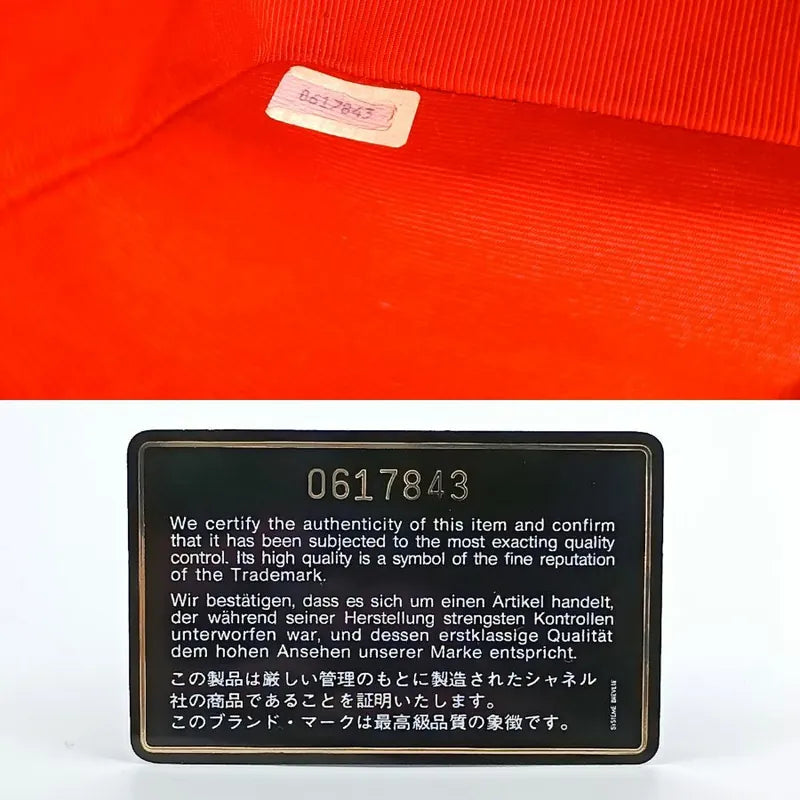 0617843
0617843
We certify the authenticity of this item and confirm
that it has been subjected to the most exacting quality
control. Its high quality is a symbol of the fine reputation
of the Trademark.
Wir bestätigen, dass es sich um einen Artikel handelt,
der während seiner Herstellung strengsten Kontrollen
unterworfen war, und dessen erstklassige Qualität
dem hohen Ansehen unserer Marke entspricht.
この製品は厳しい管理のもとに製造されたシャネル
社の商品であることを証明いたします。
このブランド・マークは最高級品質の象徴です。
SYSTEME BREVETE